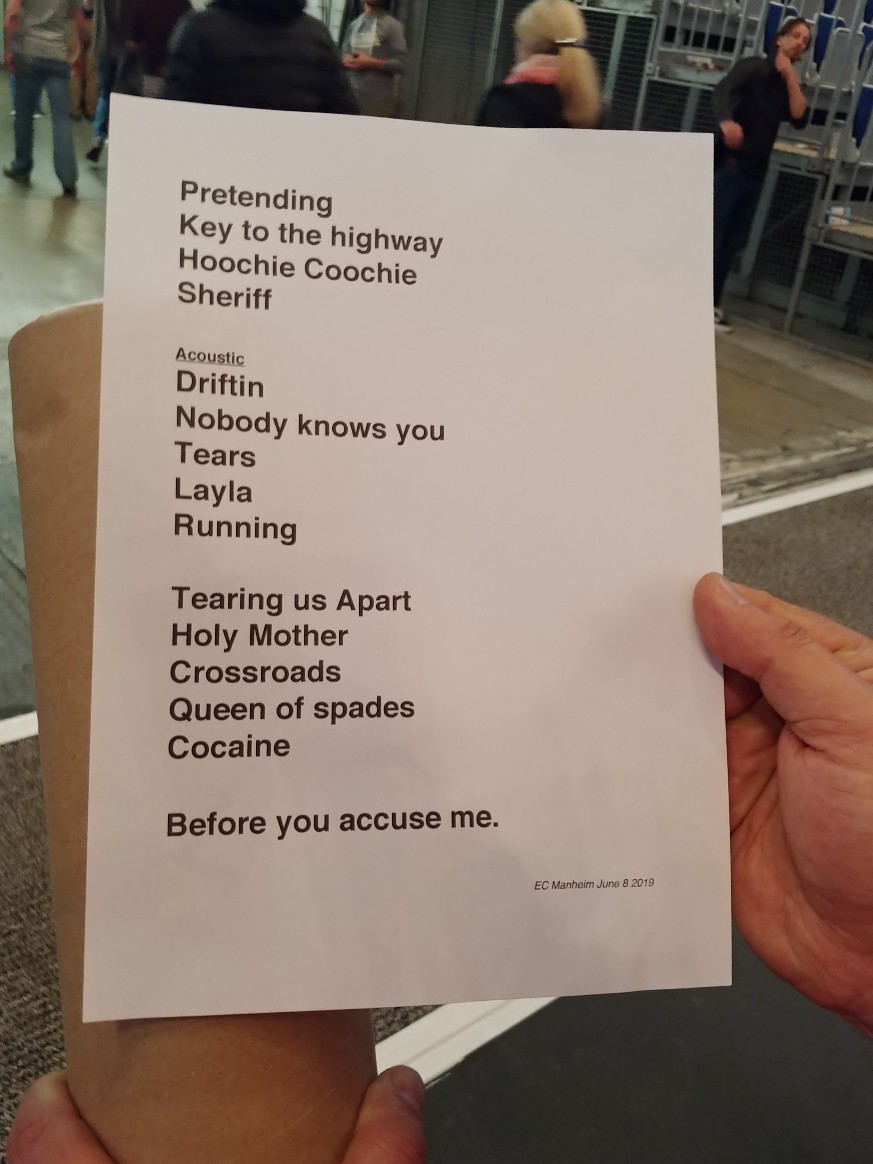 Pretending
Key to the highway
Hoochie Coochie
Sheriff
Acoustic
Driftin
Nobody knows you
Tears
Layla
Running
Tearing us Apart
Holy Mother
Crossroads
Queen of spades
Cocaine
Before you accuse me.
EC Manheim June 8 2019